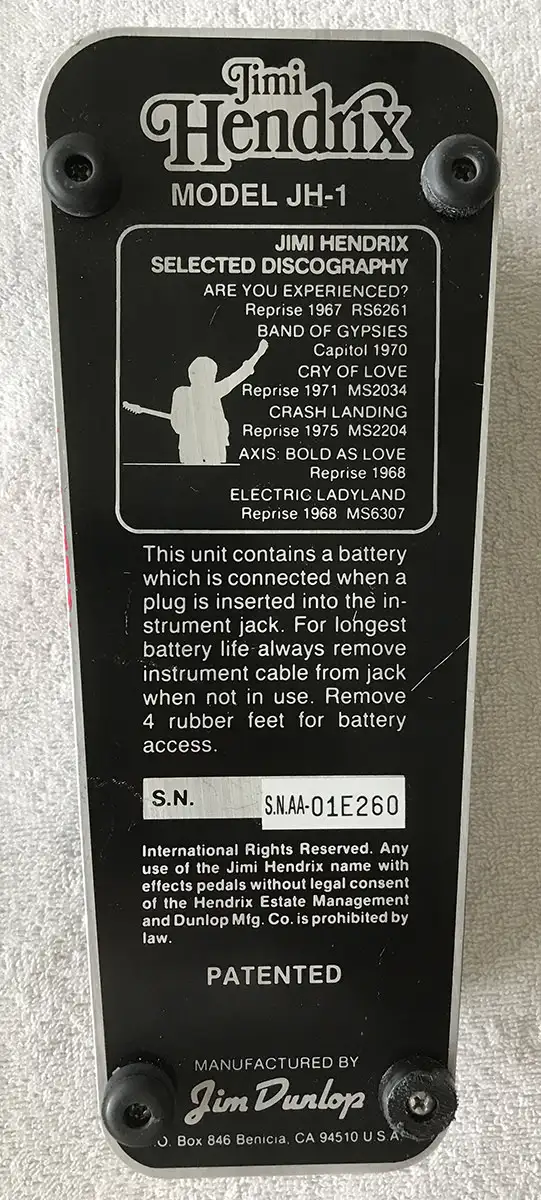 Jimi
Hendrix
MODEL JH-1
JIMI HENDRIX
SELECTED DISCOGRAPHY
ARE YOU EXPERIENCED?
Reprise 1967 RS6261
BAND OF GYPSIES
Capitol 1970
CRY OF LOVE
Reprise 1971 MS2034
CRASH LANDING
Reprise 1975 MS2204
AXIS: BOLD AS LOVE
Reprise 1968
ELECTRIC LADYLAND
Reprise 1968 MS6307
This unit contains a battery
which is connected when a
plug is inserted into the in-
strument jack. For longest
battery life always remove
instrument cable from jack
when not in use. Remove
4 rubber feet for battery
access.
S.N. S.N.AA-01E260
International Rights Reserved. Any
use of the Jimi Hendrix name with
effects pedals without legal consent
of the Hendrix Estate Management
and Dunlop Mfg. Co. is prohibited by
law.
PATENTED
MANUFACTURED BY
Jim Dunlop
.O. Box 846 Benicia, CA 94510 U.S.A